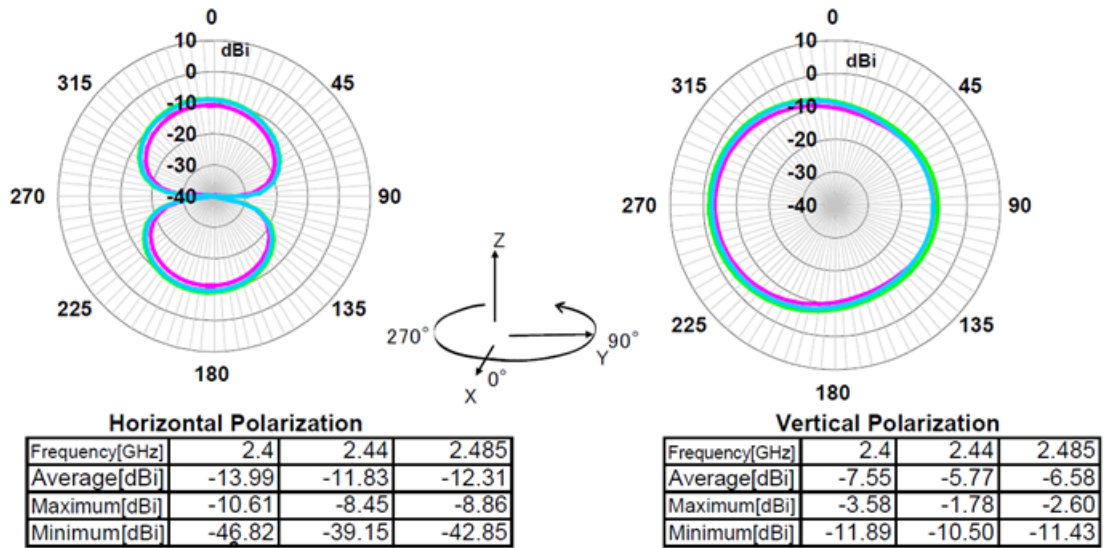 0
0
10
dBi
10
dBi
315
0
45
315
0
45
-10
-10
-20
-20
-30
-30
270
-40
90
270
-40
90
Z
225
135
225
135
270°
90°
Y
0°
X
180
180
Horizontal Polarization
Vertical Polarization
Frequency[GHz] 2.4 2.44 2.485
Frequency[GHz] 2.4 2.44 2.485
Average[dBi] -13.99 -11.83 -12.31
Average[dBi] -7.55 -5.77 -6.58
Maximum[dBi] -10.61 -8.45 -8.86
Maximum[dBi] -3.58 -1.78 -2.60
Minimum[dBi] -46.82 -39.15 -42.85
Minimum[dBi] -11.89 -10.50 -11.43